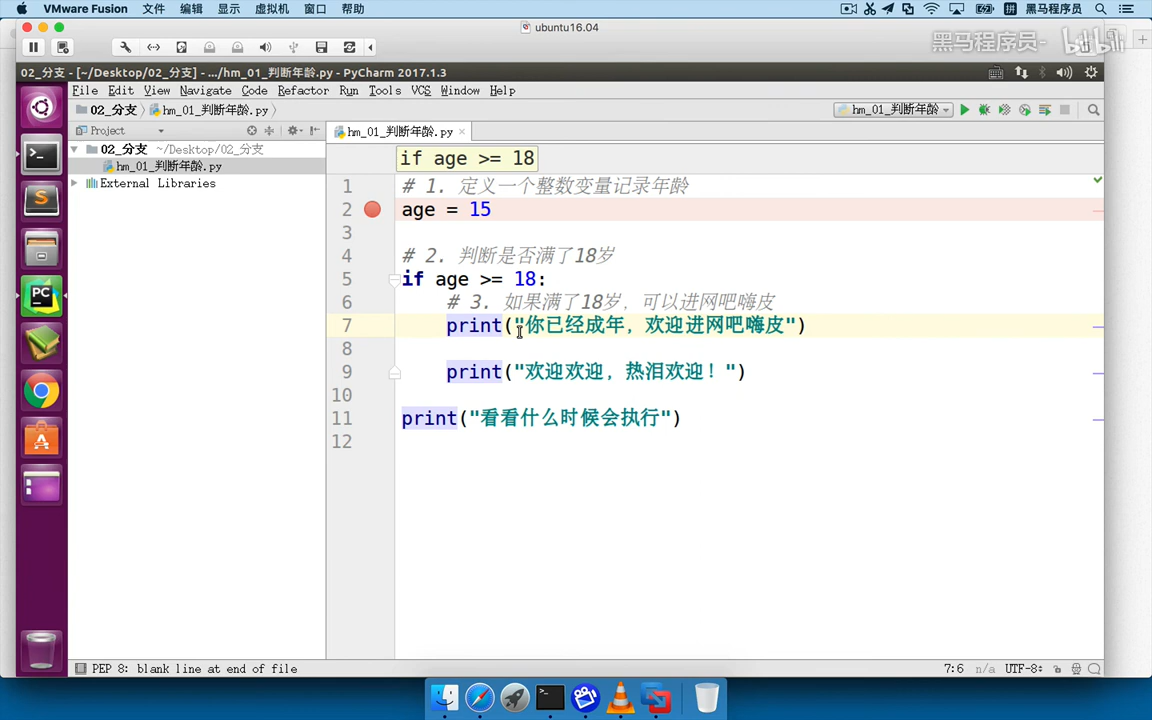 VMware Fusion 文件 编辑 显示 虚拟机 窗口 帮助 拼 黑马程序员
ubuntu16.04
黑马程序员- bilibili
02_分支 - [~/Desktop/02_分支] - .../hm_01_判断年龄.py - PyCharm 2017.1.3
File Edit View Navigate Code Refactor Run Tools VCS Window Help
02_分支 hm_01_判断年龄.py hm_01_判断年龄
Project hm_01_判断年龄.py
02_分支 ~/Desktop/02_分支
hm_01_判断年龄.py
External Libraries
if age >= 18
1 # 1. 定义一个整数变量记录年龄
2 age = 15
3
4 # 2. 判断是否满了18岁
5 if age >= 18:
6 # 3. 如果满了18岁，可以进网吧嗨皮
7 print("你已经成年，欢迎进网吧嗨皮")
8
9 print("欢迎欢迎，热泪欢迎！")
10
11 print("看看什么时候会执行")
12
PEP 8: blank line at end of file 7:6 n/a UTF-8